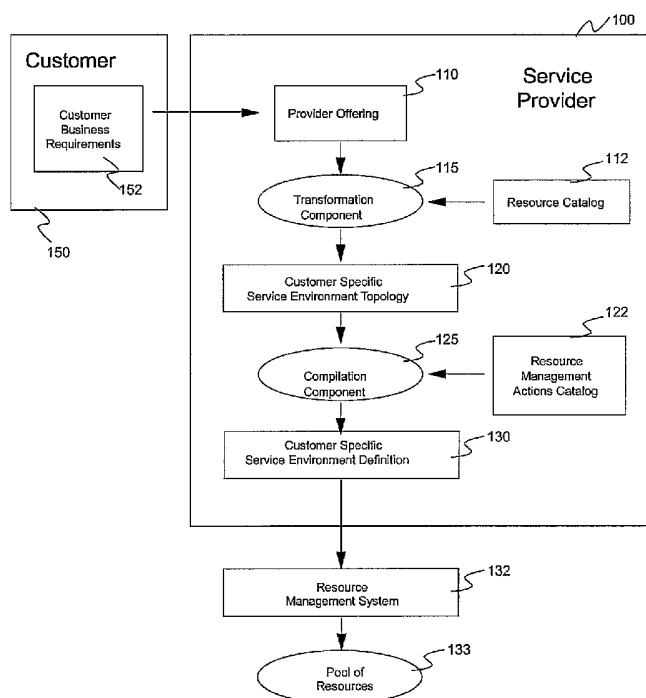 100
Customer
Customer
Business
Requirements
152
150
Service
Provider
110
Provider Offering
115
Transformation
Component
112
Resource Catalog
120
Customer Specific
Service Environment Topology
125
Compilation
Component
122
Resource
Management
Actions Catalog
130
Customer Specific
Service Environment Definition
132
Resource
Management System
133
Pool of
Resources